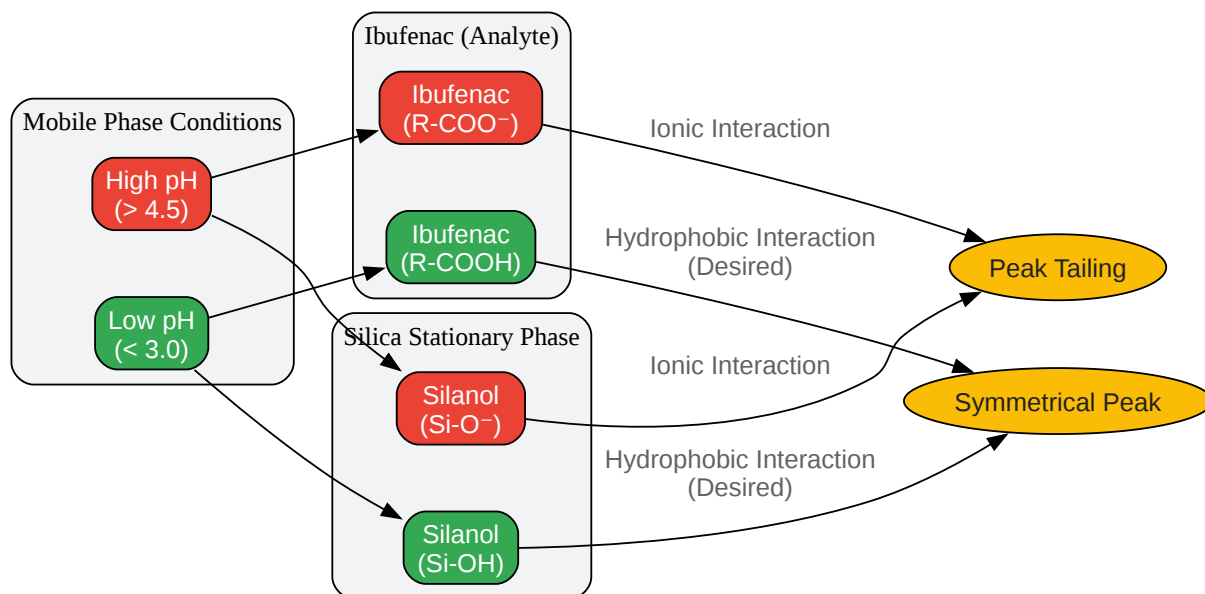 Mobile Phase Conditions
High pH
(> 4.5)
Low pH
(< 3.0)
Ibufenac (Analyte)
Ibufenac
(R-COO⁻)
Ibufenac
(R-COOH)
Silica Stationary Phase
Silanol
(Si-O⁻)
Silanol
(Si-OH)
Ionic Interaction
Hydrophobic Interaction
(Desired)
Ionic Interaction
Hydrophobic Interaction
(Desired)
Peak Tailing
Symmetrical Peak